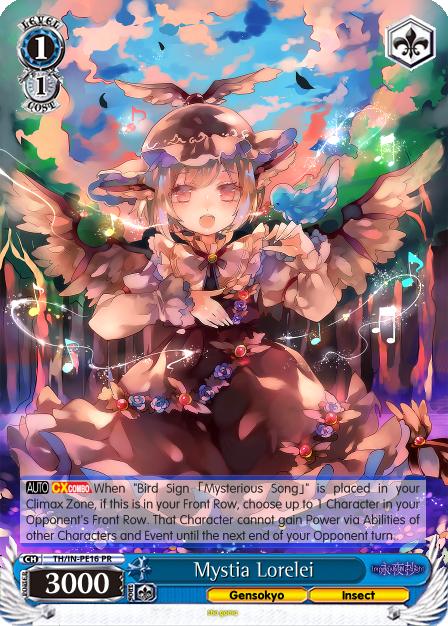 LEVEL
1
1
COST
AUTO CXCOMBO When "Bird Sign「Mysterious Song」" is placed in your
Climax Zone, if this is in your Front Row, choose up to 1 Character in your
Opponent's Front Row. That Character cannot gain Power via Abilities of
other Characters and Event until the next end of your Opponent turn.
CH TH/IN-PE16 PR
POWER
3000
SOUL
Mystia Lorelei
Gensokyo
Insect